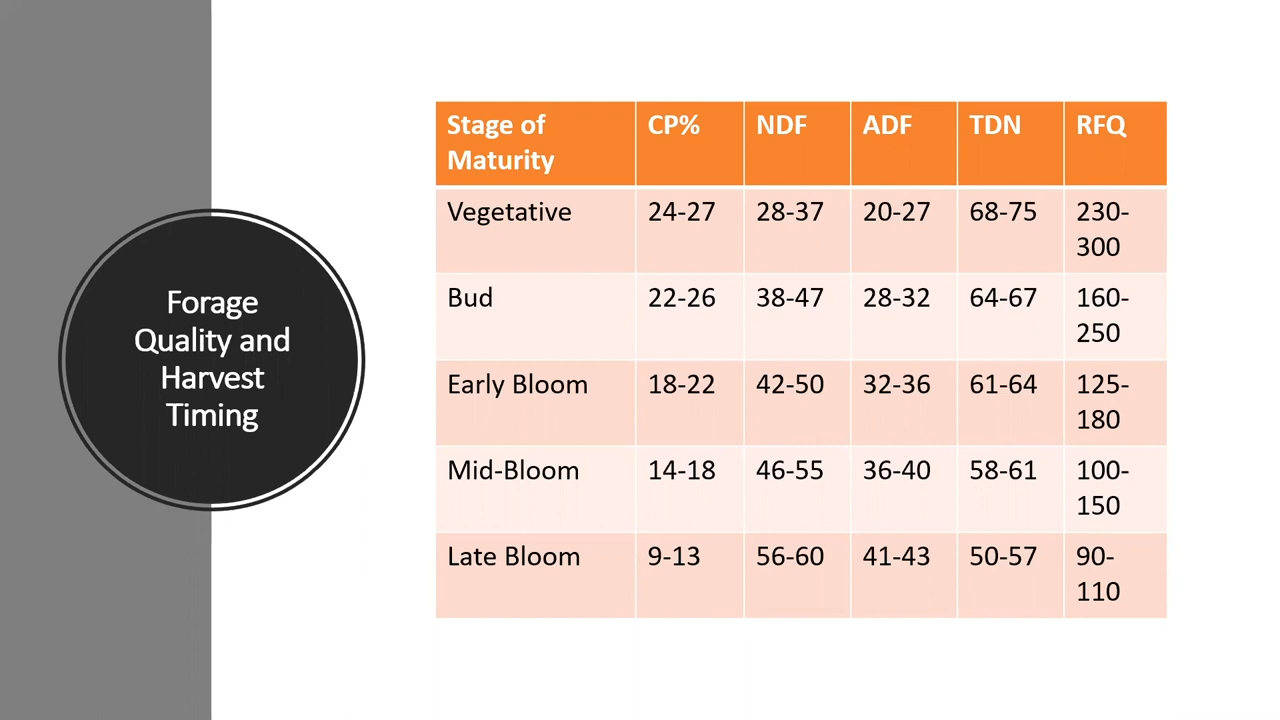 Forage
Quality and
Harvest
Timing
Stage of Maturity CP% NDF ADF TDN RFQ
Vegetative 24-27 28-37 20-27 68-75 230-300
Bud 22-26 38-47 28-32 64-67 160-250
Early Bloom 18-22 42-50 32-36 61-64 125-180
Mid-Bloom 14-18 46-55 36-40 58-61 100-150
Late Bloom 9-13 56-60 41-43 50-57 90-110